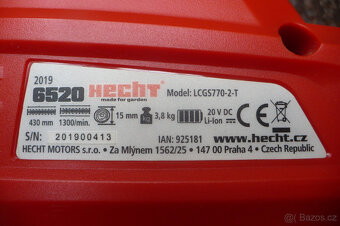 2019
6520 HECHT Model: LCGS770-2-T
made for garden
430 mm 1300/min. 15 mm 3,8 kg 20 V DC Li-Ion CE
S/N: 201900413 IAN: 925181 www.hecht.cz
HECHT MOTORS s.r.o. • Za Mlýnem 1562/25 • 147 00 Praha 4 • Czech Republic
Sbazar.cz